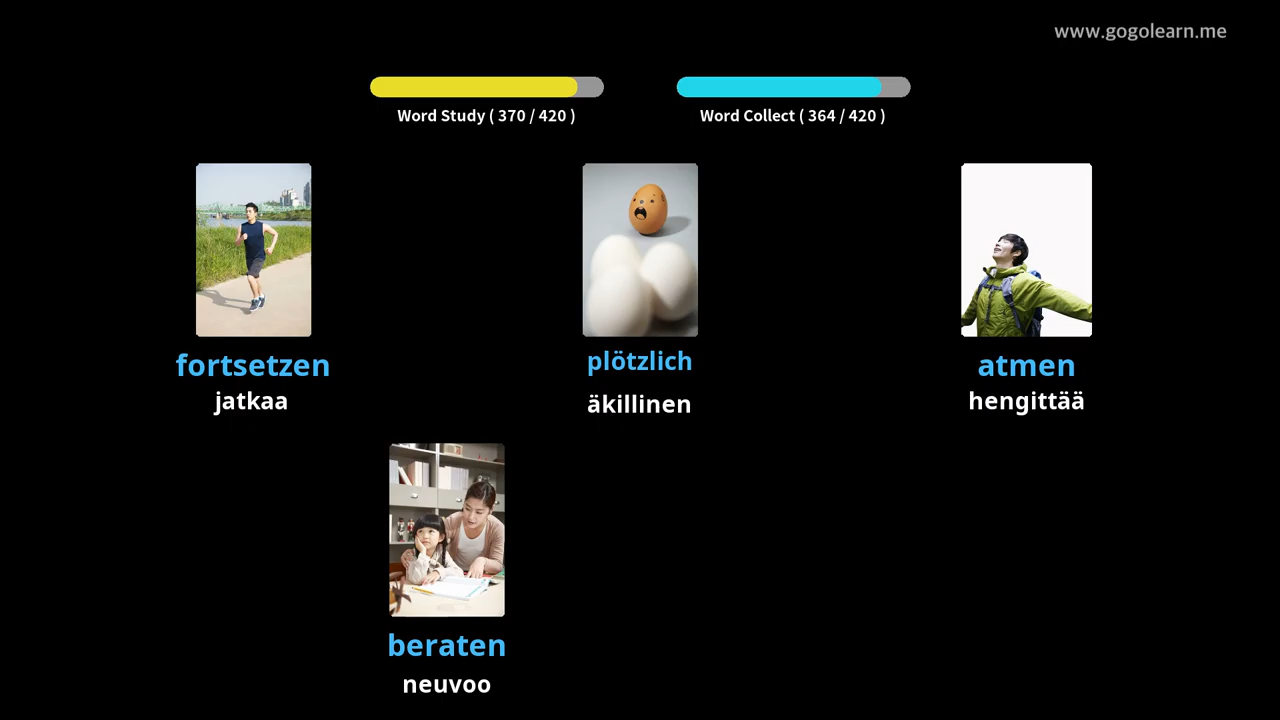 www.gogolearn.me
Word Study ( 370 / 420 )
Word Collect ( 364 / 420 )
fortsetzen
jatkaa
plötzlich
äkillinen
atmen
hengittää
beraten
neuvoo